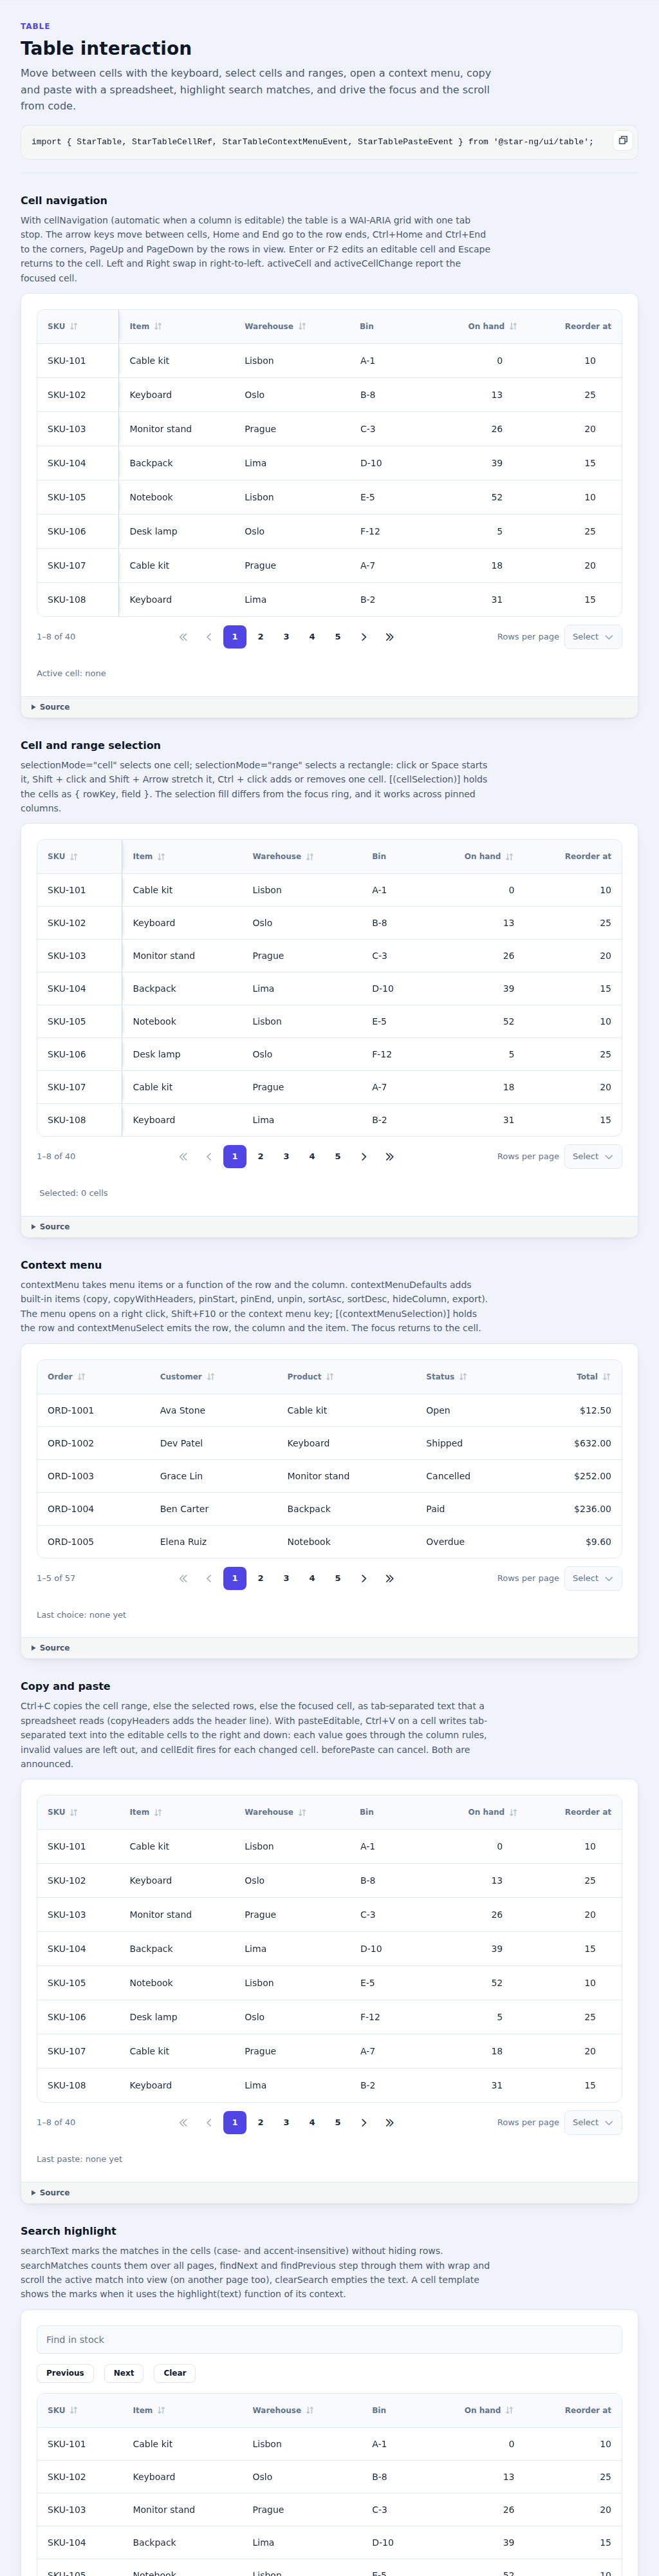 TABLE
Table interaction
Move between cells with the keyboard, select cells and ranges, open a context menu, copy
and paste with a spreadsheet, highlight search matches, and drive the focus and the scroll
from code.
import { StarTable, StarTableCellRef, StarTableContextMenuEvent, StarTablePasteEvent } from '@star-ng/ui/table';
Cell navigation
With cellNavigation (automatic when a column is editable) the table is a WAI-ARIA grid with one tab
stop. The arrow keys move between cells, Home and End go to the row ends, Ctrl+Home and Ctrl+End
to the corners, PageUp and PageDown by the rows in view. Enter or F2 edits an editable cell and Escape
returns to the cell. Left and Right swap in right-to-left. activeCell and activeCellChange report the
focused cell.
SKU Item Warehouse Bin On hand Reorder at
SKU-101 Cable kit Lisbon A-1 0 10
SKU-102 Keyboard Oslo B-8 13 25
SKU-103 Monitor stand Prague C-3 26 20
SKU-104 Backpack Lima D-10 39 15
SKU-105 Notebook Lisbon E-5 52 10
SKU-106 Desk lamp Oslo F-12 5 25
SKU-107 Cable kit Prague A-7 18 20
SKU-108 Keyboard Lima B-2 31 15
1–8 of 40 1 2 3 4 5 Rows per page Select
Active cell: none
Source
Cell and range selection
selectionMode="cell" selects one cell; selectionMode="range" selects a rectangle: click or Space starts
it, Shift + click and Shift + Arrow stretch it, Ctrl + click adds or removes one cell. [(cellSelection)] holds
the cells as { rowKey, field }. The selection fill differs from the focus ring, and it works across pinned
columns.
SKU Item Warehouse Bin On hand Reorder at
SKU-101 Cable kit Lisbon A-1 0 10
SKU-102 Keyboard Oslo B-8 13 25
SKU-103 Monitor stand Prague C-3 26 20
SKU-104 Backpack Lima D-10 39 15
SKU-105 Notebook Lisbon E-5 52 10
SKU-106 Desk lamp Oslo F-12 5 25
SKU-107 Cable kit Prague A-7 18 20
SKU-108 Keyboard Lima B-2 31 15
1–8 of 40 1 2 3 4 5 Rows per page Select
Selected: 0 cells
Source
Context menu
contextMenu takes menu items or a function of the row and the column. contextMenuDefaults adds
built-in items (copy, copyWithHeaders, pinStart, pinEnd, unpin, sortAsc, sortDesc, hideColumn, export).
The menu opens on a right click, Shift+F10 or the context menu key; [(contextMenuSelection)] holds
the row and contextMenuSelect emits the row, the column and the item. The focus returns to the cell.
Order Customer Product Status Total
ORD-1001 Ava Stone Cable kit Open $12.50
ORD-1002 Dev Patel Keyboard Shipped $632.00
ORD-1003 Grace Lin Monitor stand Cancelled $252.00
ORD-1004 Ben Carter Backpack Paid $236.00
ORD-1005 Elena Ruiz Notebook Overdue $9.60
1–5 of 57 1 2 3 4 5 Rows per page Select
Last choice: none yet
Source
Copy and paste
Ctrl+C copies the cell range, else the selected rows, else the focused cell, as tab-separated text that a
spreadsheet reads (copyHeaders adds the header line). With pasteEditable, Ctrl+V on a cell writes tab-
separated text into the editable cells to the right and down: each value goes through the column rules,
invalid values are left out, and cellEdit fires for each changed cell. beforePaste can cancel. Both are
announced.
SKU Item Warehouse Bin On hand Reorder at
SKU-101 Cable kit Lisbon A-1 0 10
SKU-102 Keyboard Oslo B-8 13 25
SKU-103 Monitor stand Prague C-3 26 20
SKU-104 Backpack Lima D-10 39 15
SKU-105 Notebook Lisbon E-5 52 10
SKU-106 Desk lamp Oslo F-12 5 25
SKU-107 Cable kit Prague A-7 18 20
SKU-108 Keyboard Lima B-2 31 15
1–8 of 40 1 2 3 4 5 Rows per page Select
Last paste: none yet
Source
Search highlight
searchText marks the matches in the cells (case- and accent-insensitive) without hiding rows.
searchMatches counts them over all pages, findNext and findPrevious step through them with wrap and
scroll the active match into view (on another page too), clearSearch empties the text. A cell template
shows the marks when it uses the highlight(text) function of its context.
Find in stock
Previous Next Clear
SKU Item Warehouse Bin On hand Reorder at
SKU-101 Cable kit Lisbon A-1 0 10
SKU-102 Keyboard Oslo B-8 13 25
SKU-103 Monitor stand Prague C-3 26 20
SKU-104 Backpack Lima D-10 39 15
SKU-105 Notebook Lisbon E-5 52 10